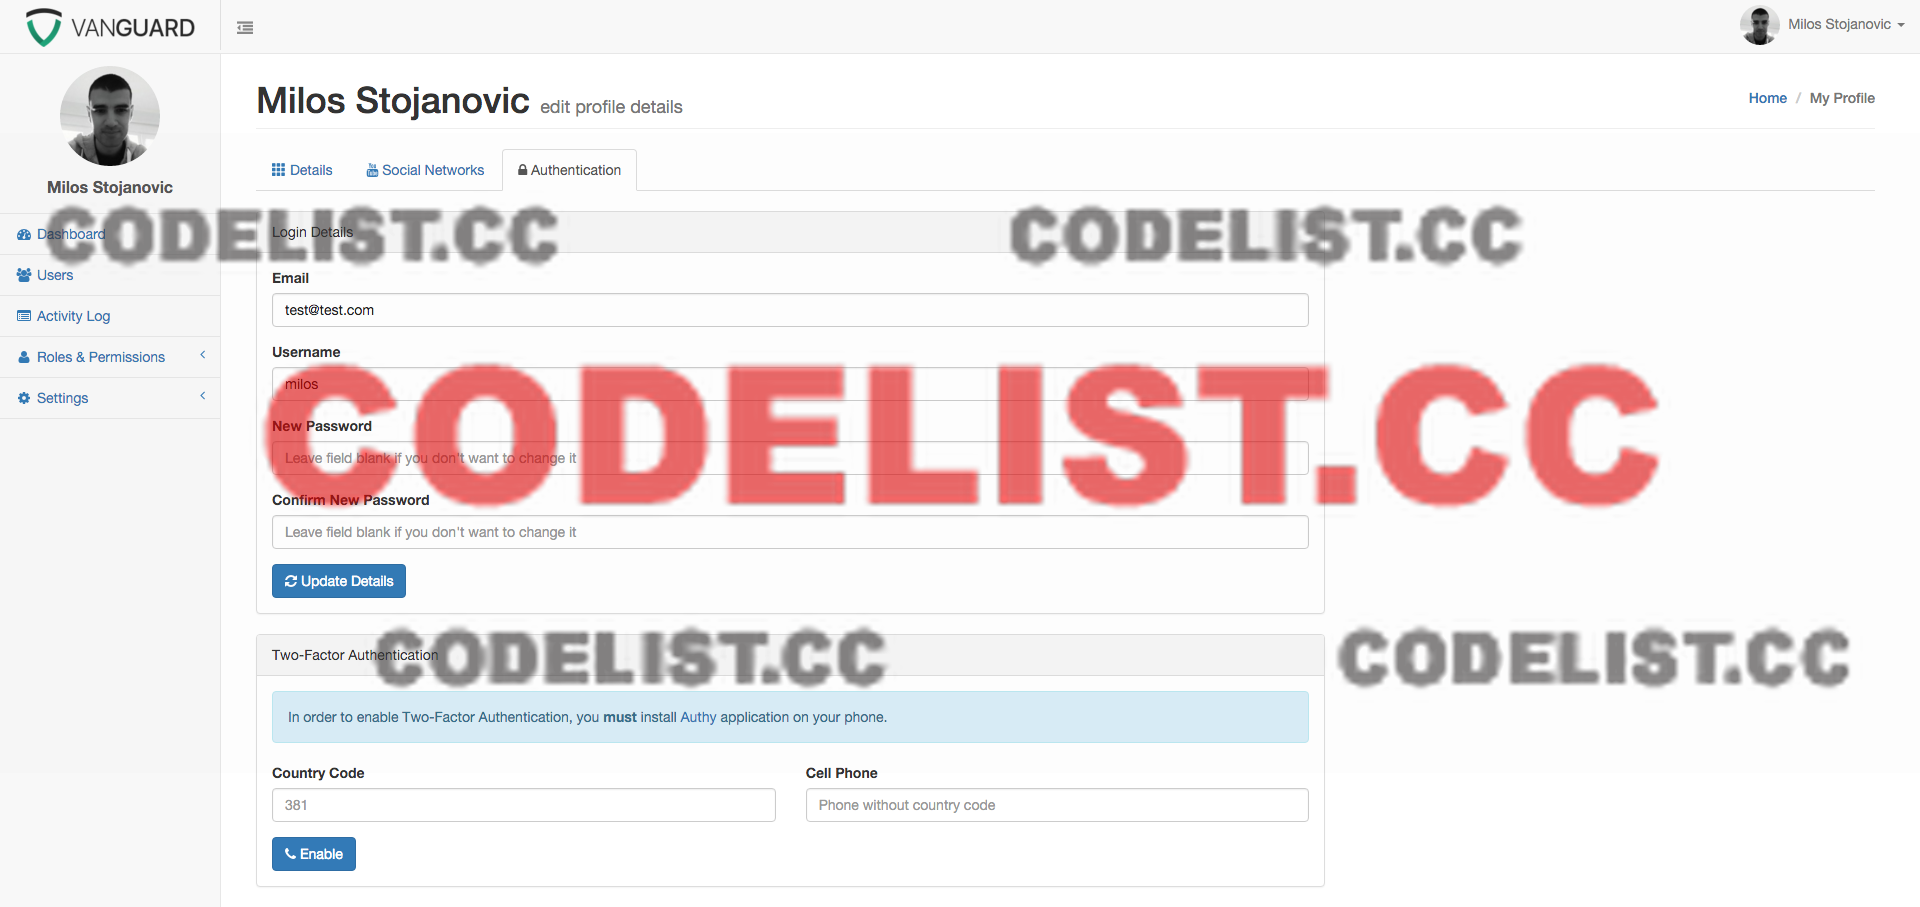 VANGUARD
Milos Stojanovic
Milos Stojanovic
Milos Stojanovic edit profile details
Home / My Profile
Details
Social Networks
Authentication
Dashboard
Users
Activity Log
Roles & Permissions
Settings
CODELIST.CC
CODELIST.CC
Login Details
Email
test@test.com
Username
milos
CODELIST.CC
New Password
Leave field blank if you don't want to change it
Confirm New Password
Leave field blank if you don't want to change it
Update Details
CODELIST.CC
CODELIST.CC
Two-Factor Authentication
In order to enable Two-Factor Authentication, you must install Authy application on your phone.
Country Code
Cell Phone
381
Phone without country code
Enable